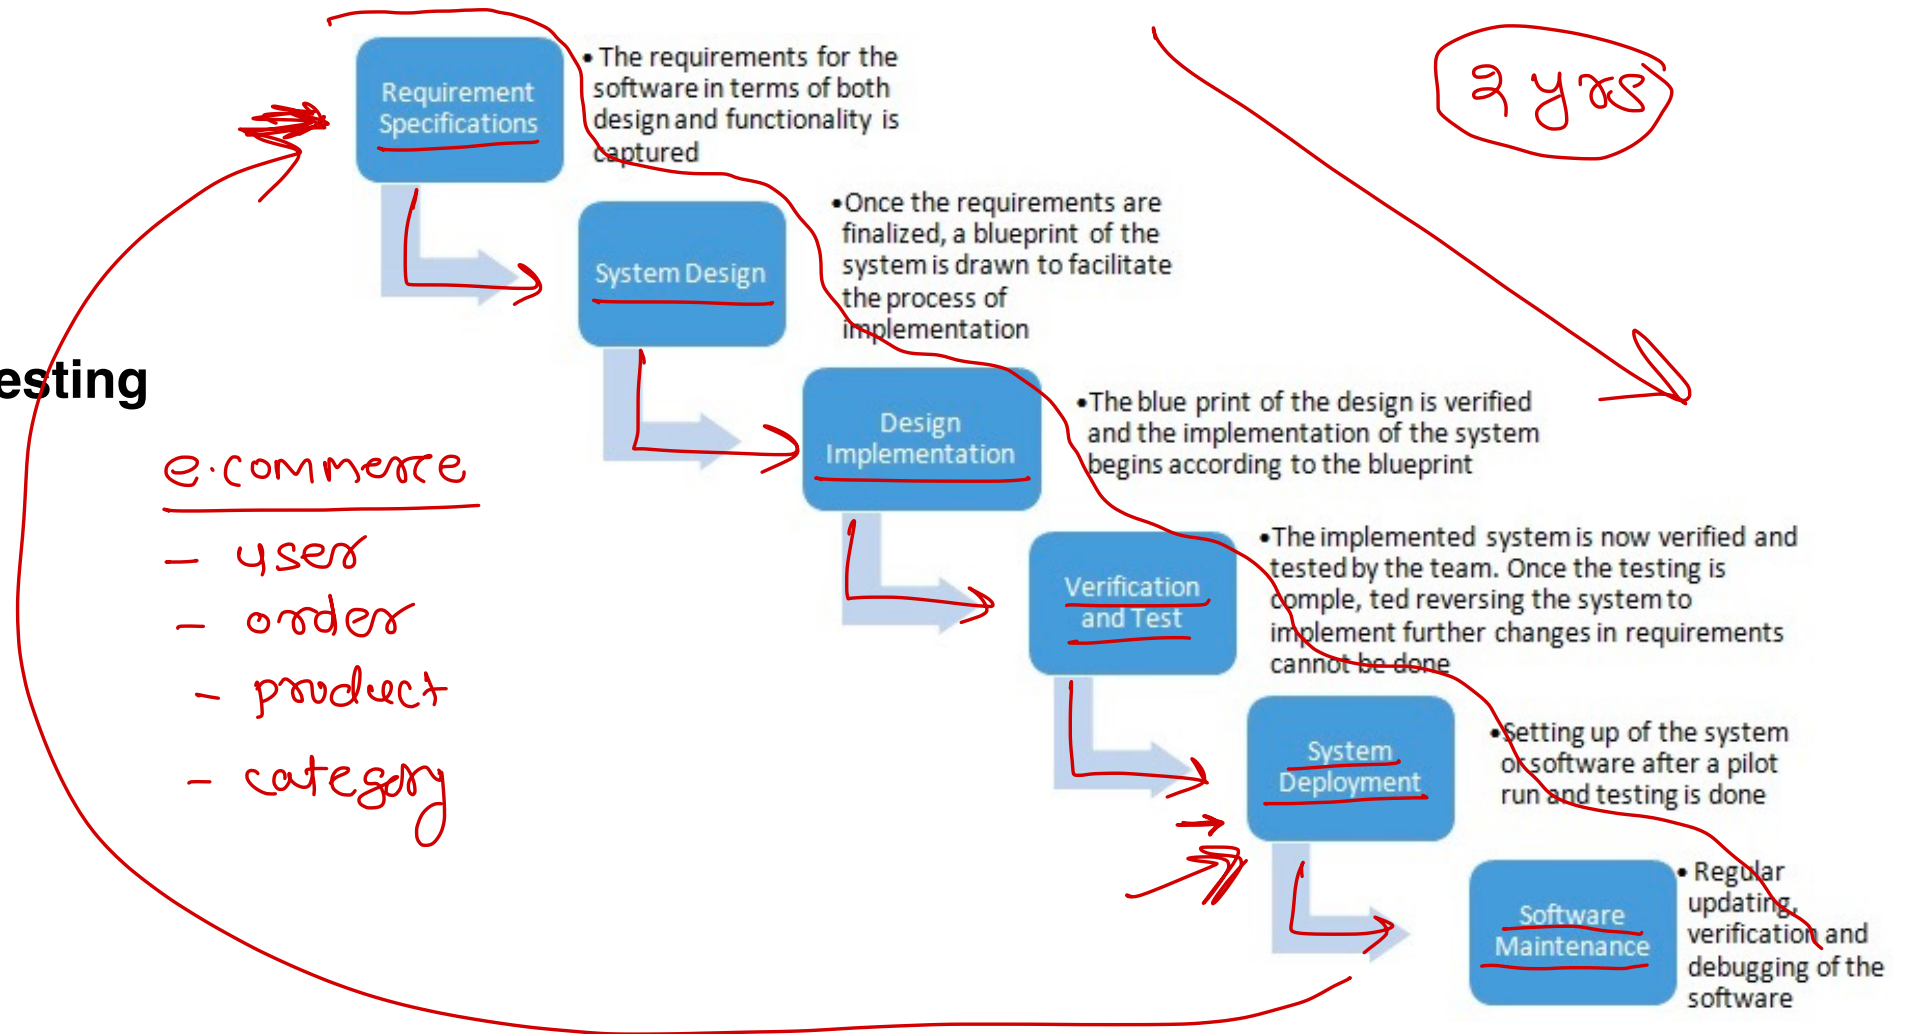 Requirement
Specifications
• The requirements for the
software in terms of both
design and functionality is
captured
2 yrs
System Design
•Once the requirements are
finalized, a blueprint of the
system is drawn to facilitate
the process of
implementation
esting
Design
Implementation
•The blue print of the design is verified
and the implementation of the system
begins according to the blueprint
e.commerce
- user
- order
- product
- category
Verification
and Test
•The implemented system is now verified and
tested by the team. Once the testing is
comple, ted reversing the system to
implement further changes in requirements
cannot be done
System
Deployment
•Setting up of the system
or software after a pilot
run and testing is done
Software
Maintenance
• Regular
updating,
verification and
debugging of the
software